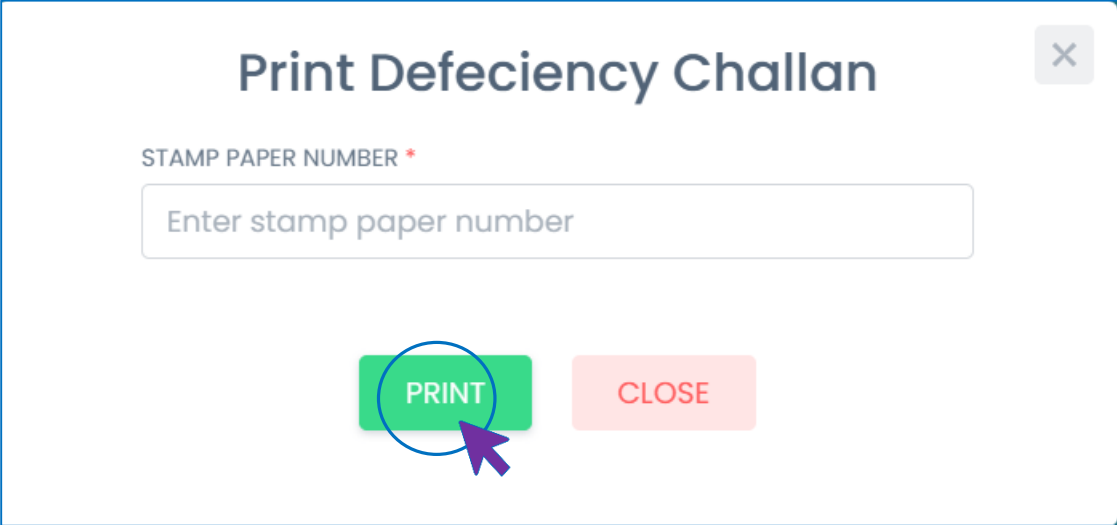 Print Defeciency Challan
×
STAMP PAPER NUMBER *
Enter stamp paper number
PRINT
CLOSE